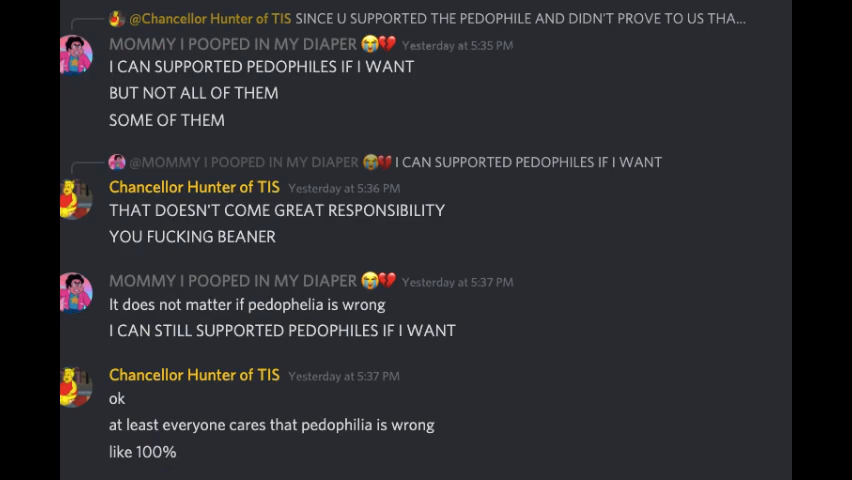 @Chancellor Hunter of TIS SINCE U SUPPORTED THE PEDOPHILE AND DIDN'T PROVE TO US THA...
MOMMY I POOPED IN MY DIAPER 😭💔 Yesterday at 5:35 PM
I CAN SUPPORTED PEDOPHILES IF I WANT
BUT NOT ALL OF THEM
SOME OF THEM
@MOMMY I POOPED IN MY DIAPER 😭💔 I CAN SUPPORTED PEDOPHILES IF I WANT
Chancellor Hunter of TIS Yesterday at 5:36 PM
THAT DOESN'T COME GREAT RESPONSIBILITY
YOU FUCKING BEANER
MOMMY I POOPED IN MY DIAPER 😭💔 Yesterday at 5:37 PM
It does not matter if pedophelia is wrong
I CAN STILL SUPPORTED PEDOPHILES IF I WANT
Chancellor Hunter of TIS Yesterday at 5:37 PM
ok
at least everyone cares that pedophilia is wrong
like 100%